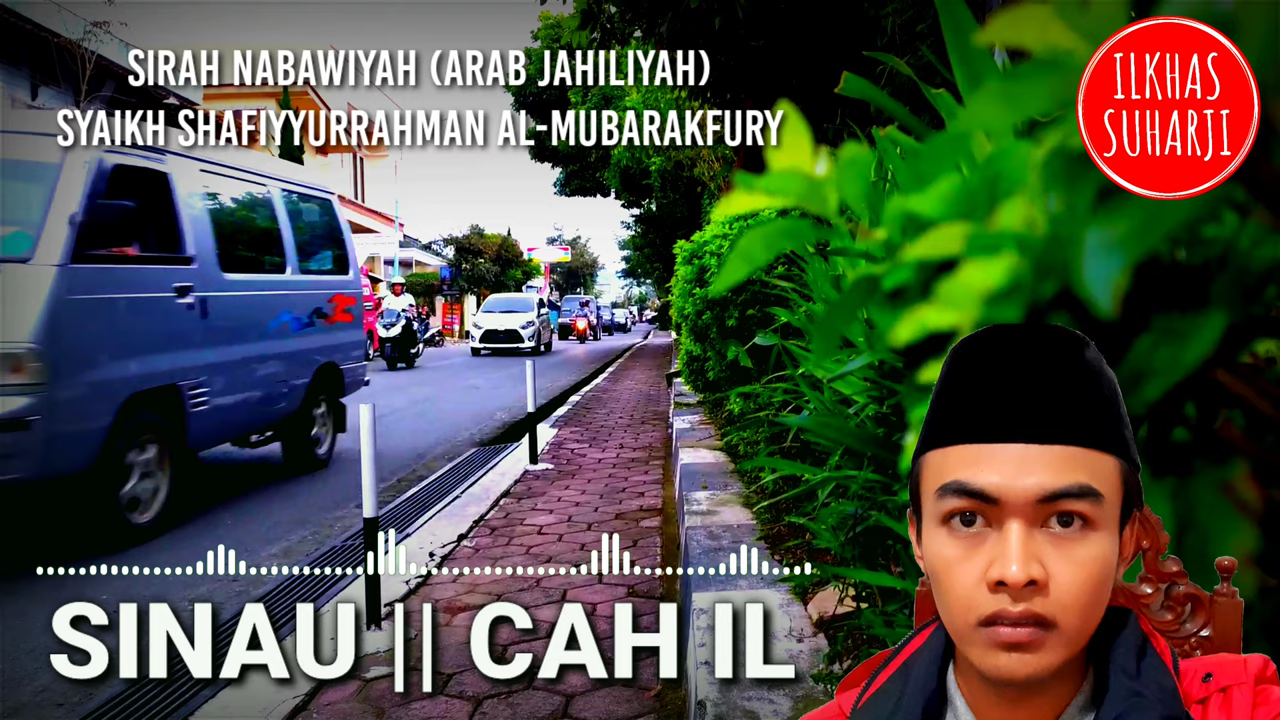 SIRAH NABAWIYAH (ARAB JAHILIYAH)
SYAIKH SHAFIYYURRAHMAN AL-MUBARAKFURY
ILKHAS
SUHARJI
SINAU || CAH IL